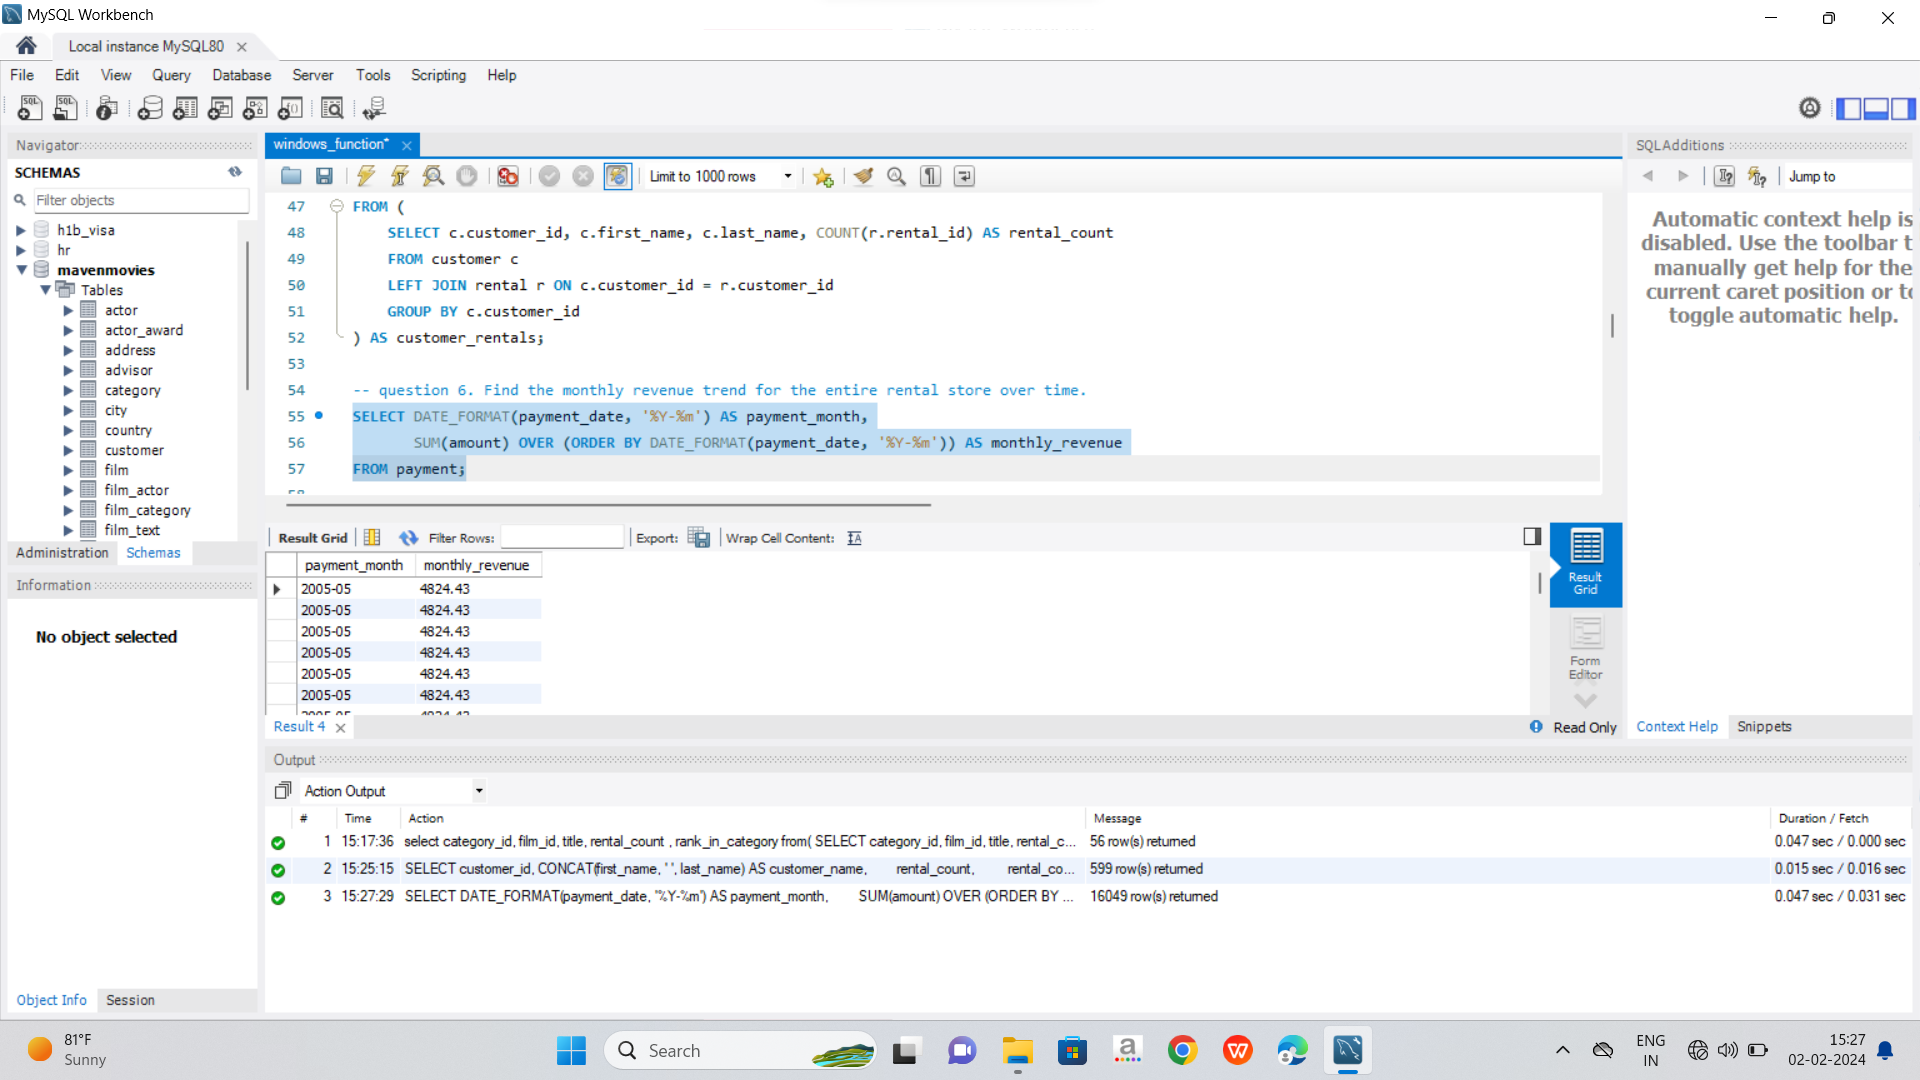 MySQL Workbench
Local instance MySQL80
File Edit View Query Database Server Tools Scripting Help
Navigator
SCHEMAS
Filter objects
h1b_visa
hr
mavenmovies
Tables
actor
actor_award
address
advisor
category
city
country
customer
film
film_actor
film_category
film_text
Administration Schemas
Information
No object selected
Object Info Session
windows_function*
Limit to 1000 rows
47 FROM (
48 SELECT c.customer_id, c.first_name, c.last_name, COUNT(r.rental_id) AS rental_count
49 FROM customer c
50 LEFT JOIN rental r ON c.customer_id = r.customer_id
51 GROUP BY c.customer_id
52 ) AS customer_rentals;
53
54 -- question 6. Find the monthly revenue trend for the entire rental store over time.
55 SELECT DATE_FORMAT(payment_date, '%Y-%m') AS payment_month,
56 SUM(amount) OVER (ORDER BY DATE_FORMAT(payment_date, '%Y-%m')) AS monthly_revenue
57 FROM payment;
SQLAdditions
Jump to
Automatic context help is
disabled. Use the toolbar t
manually get help for the
current caret position or to
toggle automatic help.
Result Grid Filter Rows: Export: Wrap Cell Content:
payment_month monthly_revenue
2005-05 4824.43
2005-05 4824.43
2005-05 4824.43
2005-05 4824.43
2005-05 4824.43
2005-05 4824.43
Result
Grid
Form
Editor
Result 4
Read Only
Context Help Snippets
Output
Action Output
# Time Action Message Duration / Fetch
1 15:17:36 select category_id, film_id, title, rental_count , rank_in_category from( SELECT category_id, film_id, title, rental_c... 56 row(s) returned 0.047 sec / 0.000 sec
2 15:25:15 SELECT customer_id, CONCAT(first_name, ' ', last_name) AS customer_name, rental_count, rental_co... 599 row(s) returned 0.015 sec / 0.016 sec
3 15:27:29 SELECT DATE_FORMAT(payment_date, '%Y-%m') AS payment_month, SUM(amount) OVER (ORDER BY ... 16049 row(s) returned 0.047 sec / 0.031 sec
81°F
Sunny
Search
ENG
IN
15:27
02-02-2024